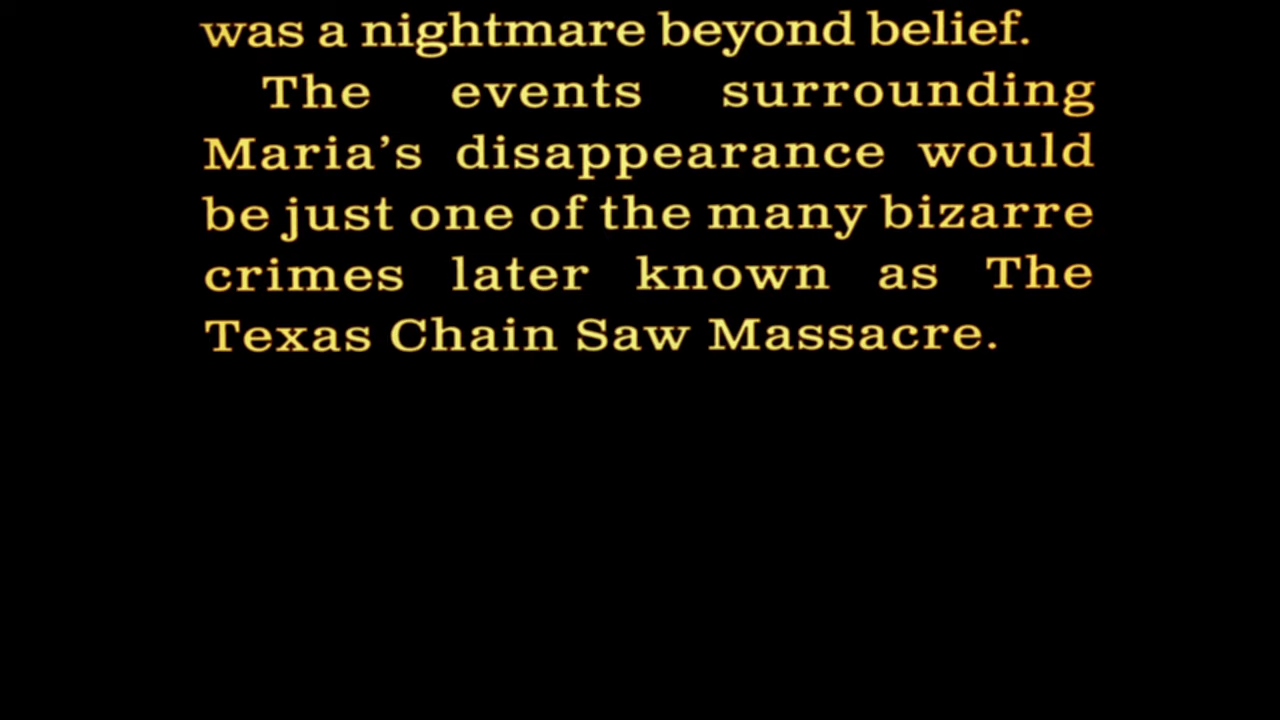 was a nightmare beyond belief.
The events surrounding
Maria’s disappearance would
be just one of the many bizarre
crimes later known as The
Texas Chain Saw Massacre.